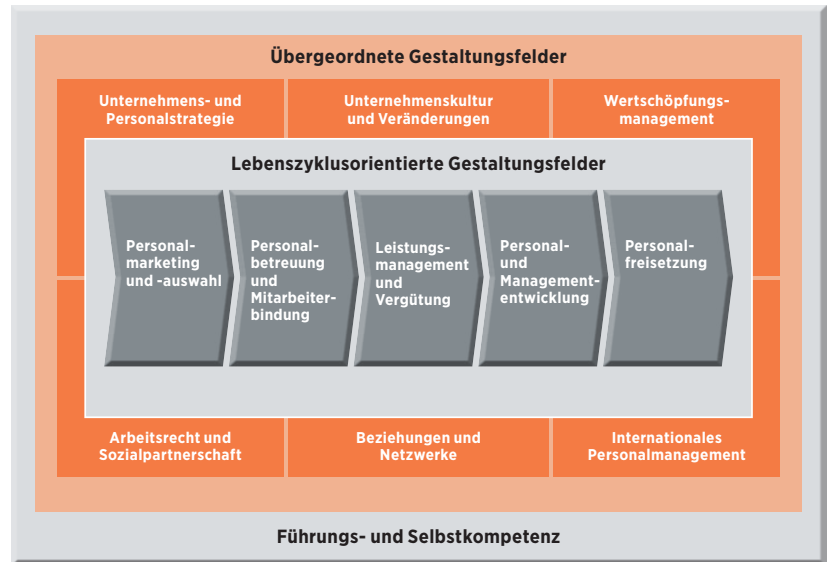 Übergeordnete Gestaltungsfelder
Unternehmens- und
Personalstrategie
Unternehmenskultur
und Veränderungen
Wertschöpfungs-
management
Lebenszyklusorientierte Gestaltungsfelder
Personal-
marketing
und -auswahl
Personal-
betreuung
und
Mitarbeiter-
bindung
Leistungs-
management
und
Vergütung
Personal-
und
Management-
entwicklung
Personal-
freisetzung
Arbeitsrecht und
Sozialpartnerschaft
Beziehungen und
Netzwerke
Internationales
Personalmanagement
Führungs- und Selbstkompetenz